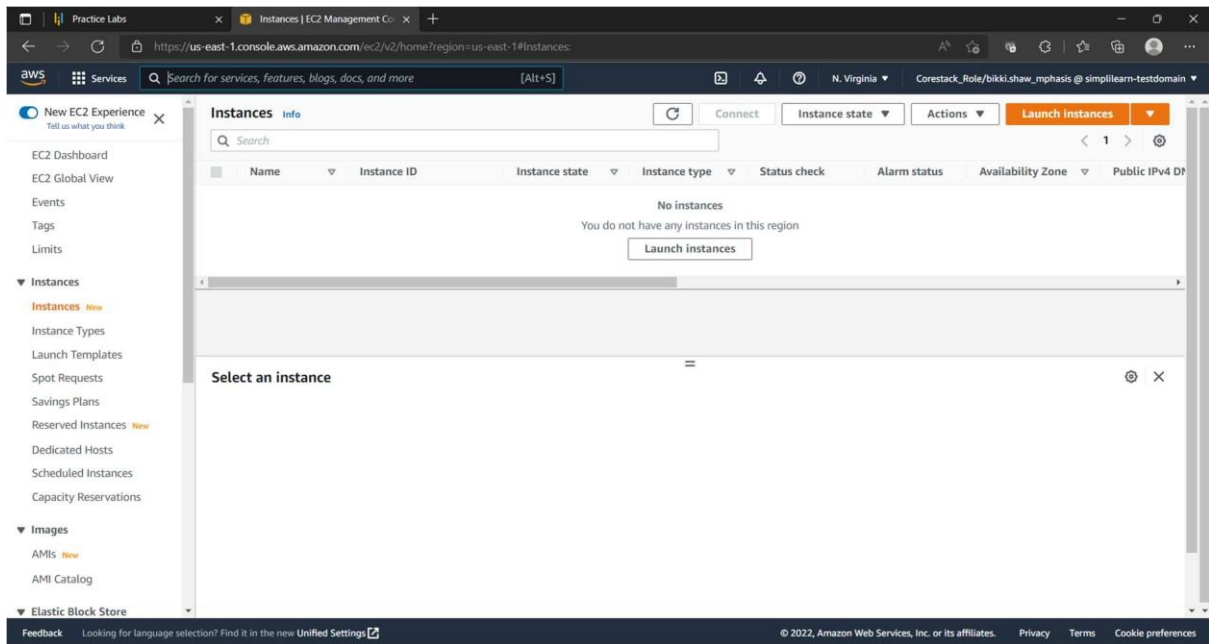 Practice Labs
Instances | EC2 Management Co
https://us-east-1.console.aws.amazon.com/ec2/v2/home?region=us-east-1#Instances:
aws
Services
Search for services, features, blogs, docs, and more
[Alt+S]
N. Virginia
Corestack_Role/bikki.shaw_mphasis @ simplilearn-testdomain
New EC2 Experience
Tell us what you think
EC2 Dashboard
EC2 Global View
Events
Tags
Limits
Instances
Instances New
Instance Types
Launch Templates
Spot Requests
Savings Plans
Reserved Instances New
Dedicated Hosts
Scheduled Instances
Capacity Reservations
Images
AMIs New
AMI Catalog
Elastic Block Store
Instances Info
Connect
Instance state
Actions
Launch instances
Search
1
Name Instance ID Instance state Instance type Status check Alarm status Availability Zone Public IPv4 DN
No instances
You do not have any instances in this region
Launch instances
Select an instance
Feedback Looking for language selection? Find it in the new Unified Settings
© 2022, Amazon Web Services, Inc. or its affiliates. Privacy Terms Cookie preferences